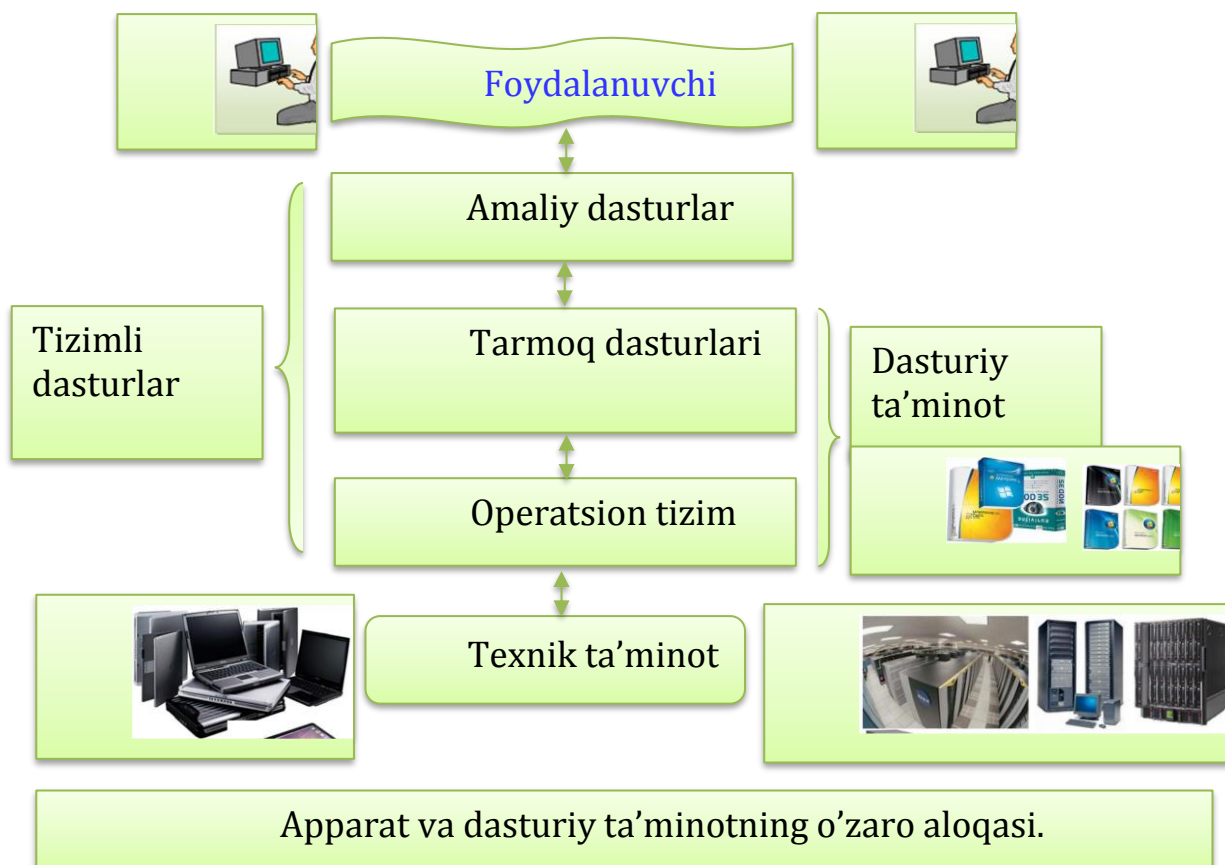 Foydalanuvchi
Amaliy dasturlar
Tizimli
dasturlar
Tarmoq dasturlari
Dasturiy
ta’minot
Operatsion tizim
Texnik ta’minot
Apparat va dasturiy ta’minotning o’zaro aloqasi.